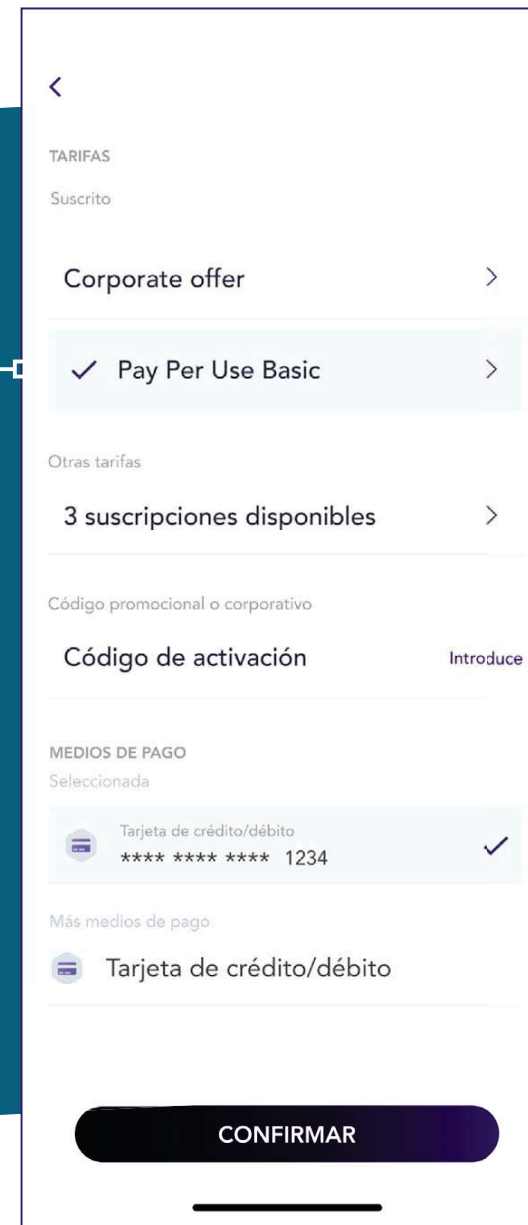 TARIFAS
Suscrito
Corporate offer
Pay Per Use Basic
Otras tarifas
3 suscripciones disponibles
Código promocional o corporativo
Código de activación Introduce
MEDIOS DE PAGO
Seleccionada
Tarjeta de crédito/débito
**** **** **** 1234
Más medios de pago
Tarjeta de crédito/débito
CONFIRMAR